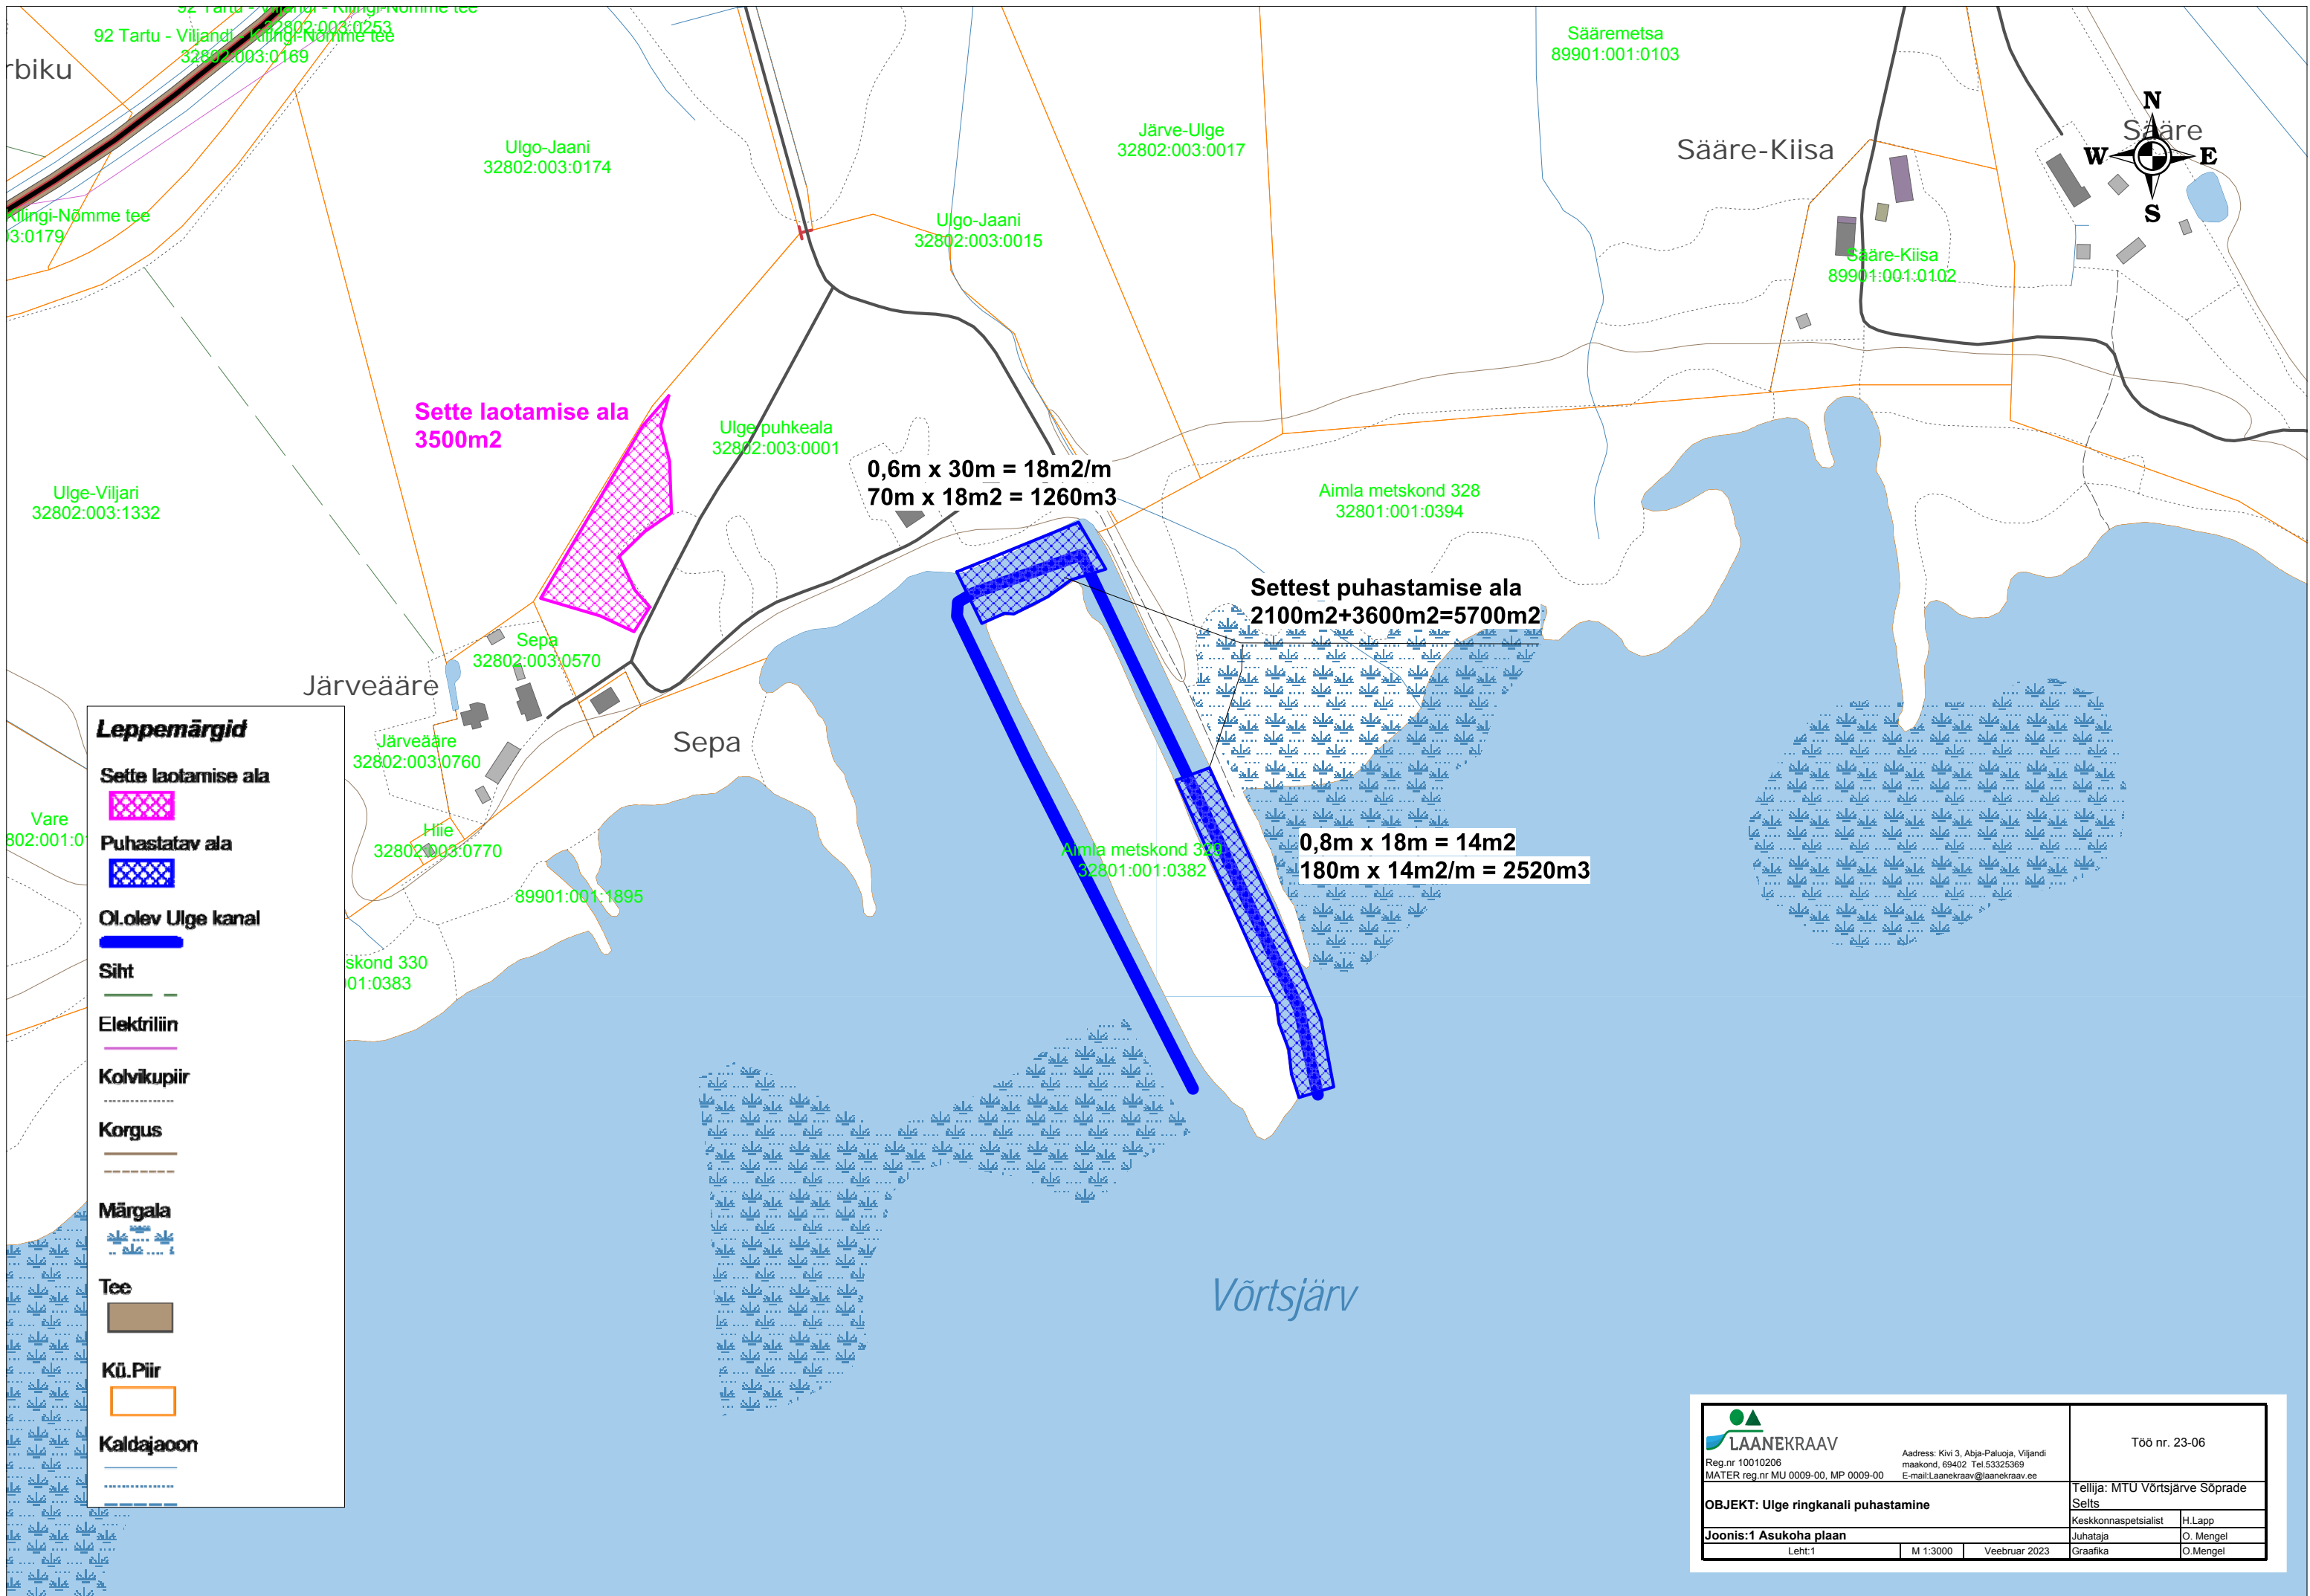 92 Tartu - Viljandi - Kilingi-Nõmme tee
32802:003:0253
92 Tartu - Viljandi - Kilingi-Nõmme tee
32802:003:0169
rbiku
Kilingi-Nõmme tee
03:0179
Ulgo-Jaani
32802:003:0174
Järve-Ulge
32802:003:0017
Ulgo-Jaani
32802:003:0015
Sääremetsa
89901:001:0103
Sääre-Kiisa
Sääre
N
W
E
S
Sääre-Kiisa
89901:001:0102
Sette laotamise ala
3500m2
Ulge puhkeala
32802:003:0001
0,6m x 30m = 18m2/m
70m x 18m2 = 1260m3
Ulge-Viljari
32802:003:1332
Aimla metskond 328
32801:001:0394
Settest puhastamise ala
2100m2+3600m2=5700m2
Sepa
32802:003:0570
Järveääre
Järveääre
32802:003:0760
Sepa
Vare
802:001:01
Hiie
32802:003:0770
89901:001:1895
Aimla metskond 329
32801:001:0382
0,8m x 18m = 14m2
180m x 14m2/m = 2520m3
skond 330
01:0383
Võrtsjärv
Leppemärgid
Sette laotamise ala
Puhastatav ala
Ol.olev Ulge kanal
Siht
Elektriliin
Kolvikupiir
Korgus
Märgala
Tee
Kü.Piir
Kaldajaoon
LAANEKRAAV
Reg.nr 10010206
MATER reg.nr MU 0009-00, MP 0009-00
Aadress: Kivi 3, Abja-Paluoja, Viljandi
maakond, 69402 Tel.53325369
E-mail:Laanekraav@laanekraav.ee
Töö nr. 23-06
OBJEKT: Ulge ringkanali puhastamine
Tellija: MTÜ Võrtsjärve Sõprade
Selts
Keskkonnaspetsialist H.Lapp
Joonis:1 Asukoha plaan
Juhataja O. Mengel
Leht:1 M 1:3000 Veebruar 2023
Graafika O.Mengel